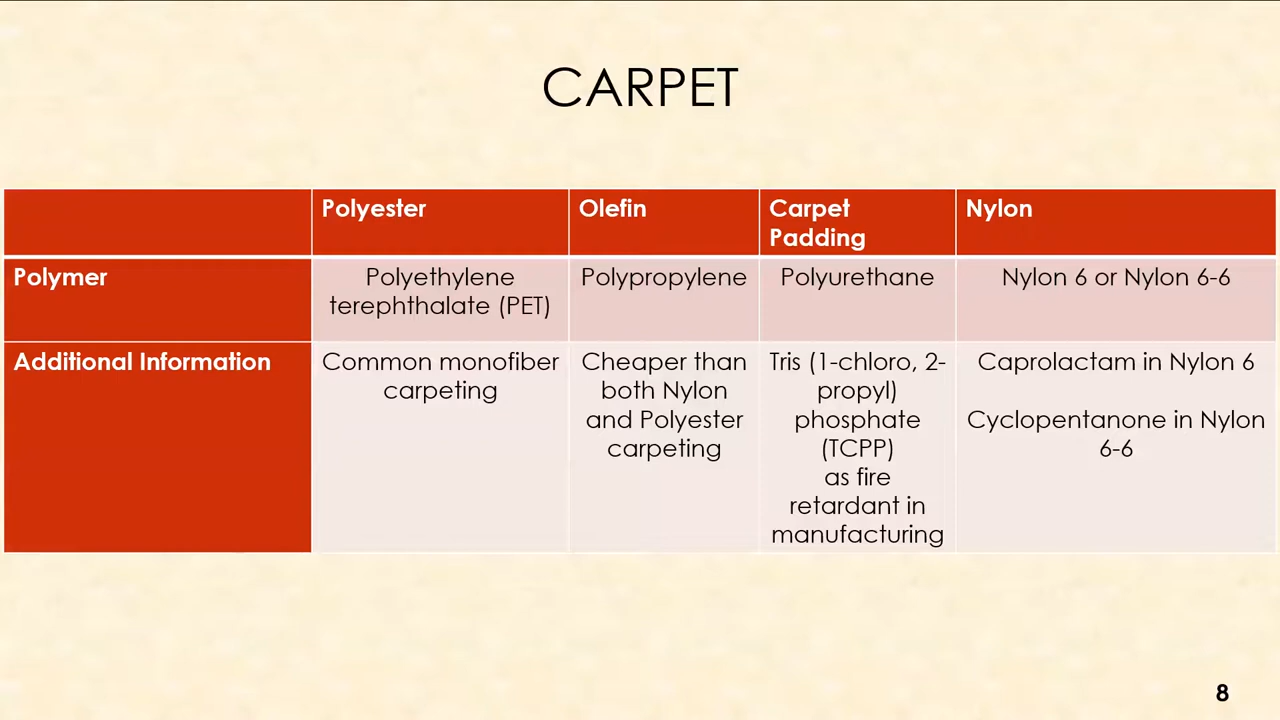 CARPET
Polyester
Olefin
Carpet
Padding
Nylon
Polymer
Polyethylene
terephthalate (PET)
Polypropylene
Polyurethane
Nylon 6 or Nylon 6-6
Additional Information
Common monofiber
carpeting
Cheaper than
both Nylon
and Polyester
carpeting
Tris (1-chloro, 2-
propyl)
phosphate
(TCPP)
as fire
retardant in
manufacturing
Caprolactam in Nylon 6
Cyclopentanone in Nylon
6-6
8